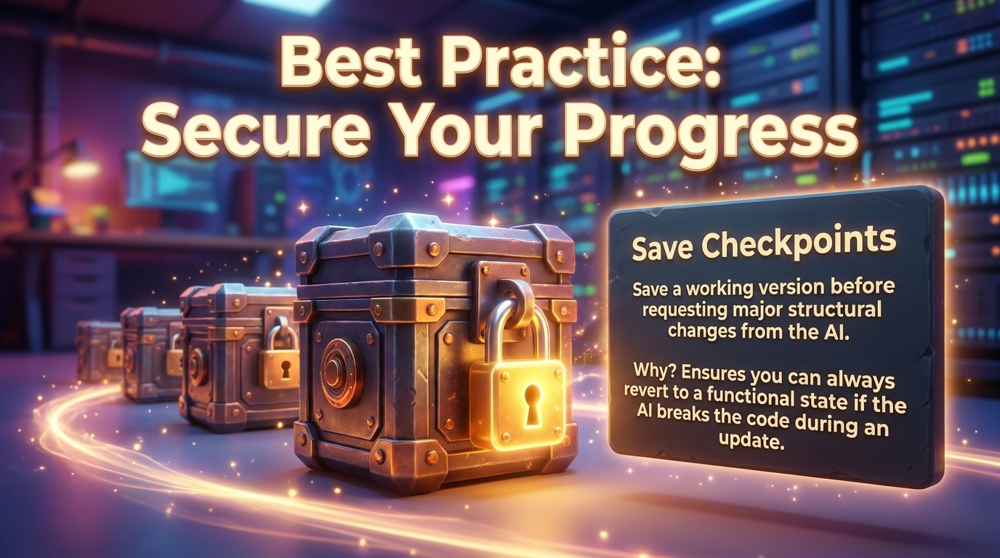 Best Practice:
Secure Your Progress
Save Checkpoints
Save a working version before
requesting major structural
changes from the AI.
Why? Ensures you can always
revert to a functional state if the
AI breaks the code during an
update.